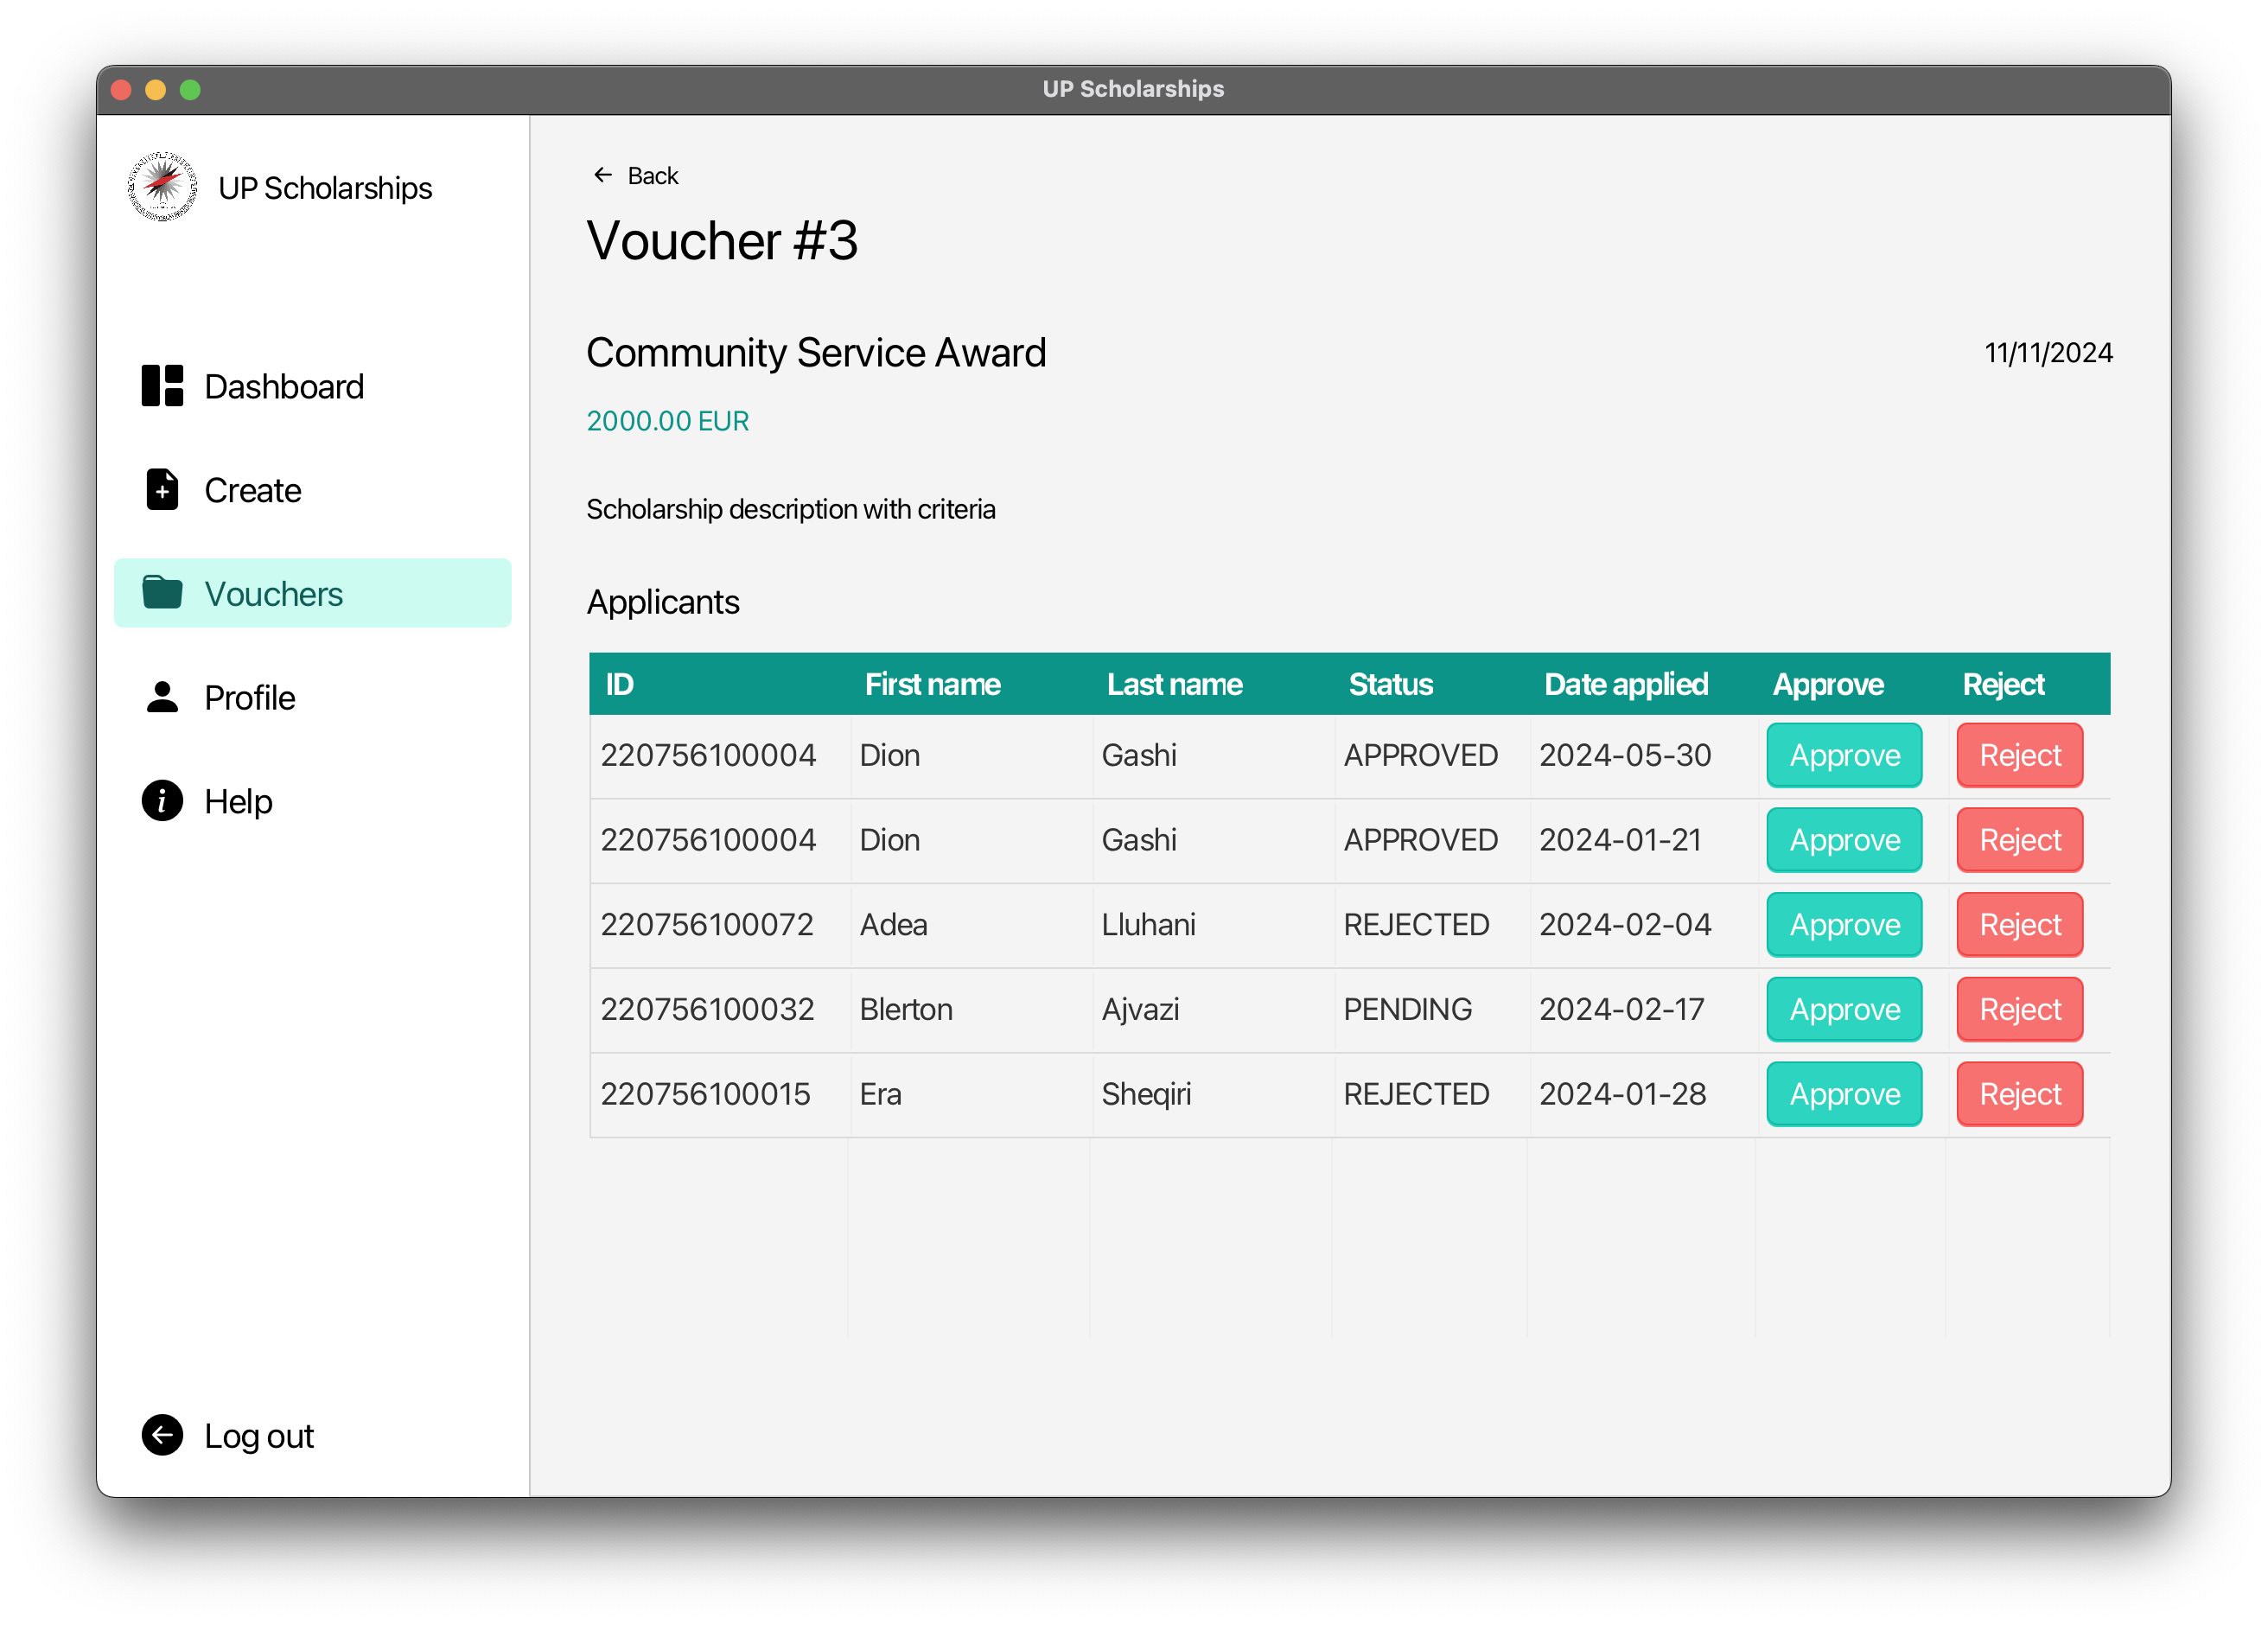 UP Scholarships
UP Scholarships
Dashboard
Create
Vouchers
Profile
Help
Log out
Back
Voucher #3
Community Service Award 11/11/2024
2000.00 EUR
Scholarship description with criteria
Applicants
ID First name Last name Status Date applied Approve Reject
220756100004 Dion Gashi APPROVED 2024-05-30 Approve Reject
220756100004 Dion Gashi APPROVED 2024-01-21 Approve Reject
220756100072 Adea Lluhani REJECTED 2024-02-04 Approve Reject
220756100032 Blerton Ajvazi PENDING 2024-02-17 Approve Reject
220756100015 Era Sheqiri REJECTED 2024-01-28 Approve Reject